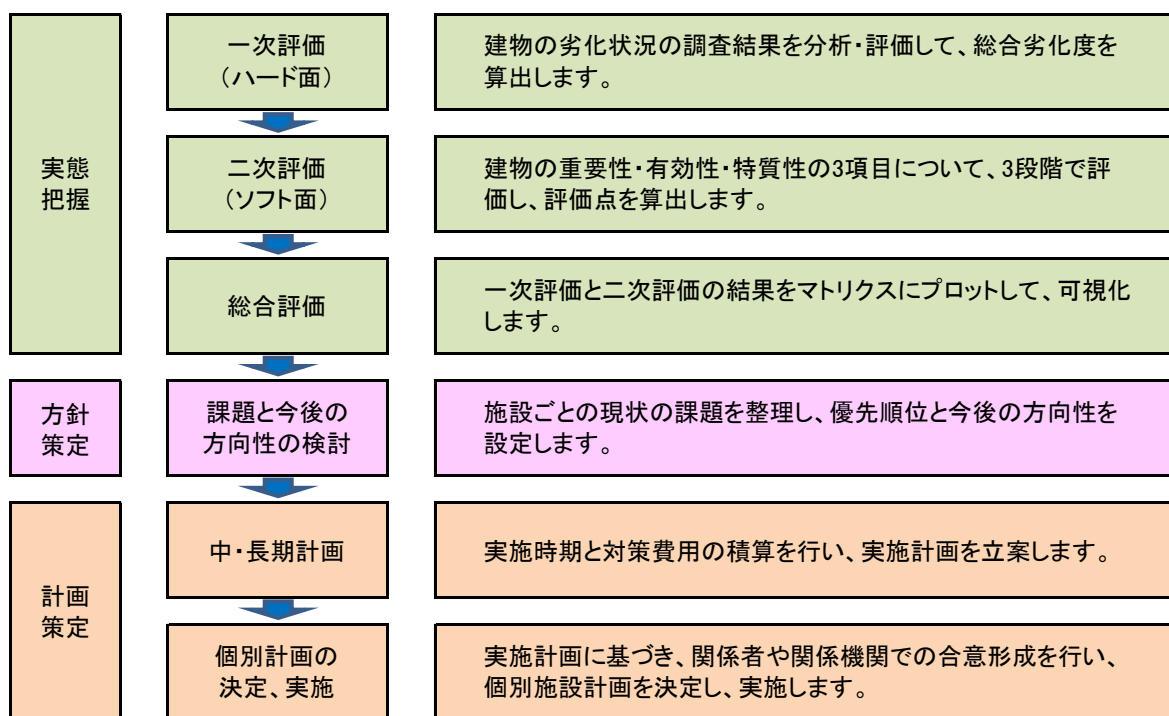 実態
把握
一次評価
（ハード面）
建物の劣化状況の調査結果を分析・評価して、総合劣化度を
算出します。
二次評価
（ソフト面）
建物の重要性・有効性・特質性の3項目について、3段階で評
価し、評価点を算出します。
総合評価
一次評価と二次評価の結果をマトリクスにプロットして、可視化
します。
方針
策定
課題と今後の
方向性の検討
施設ごとの現状の課題を整理し、優先順位と今後の方向性を
設定します。
計画
策定
中・長期計画
実施時期と対策費用の積算を行い、実施計画を立案します。
個別計画の
決定、実施
実施計画に基づき、関係者や関係機関での合意形成を行い、
個別施設計画を決定し、実施します。